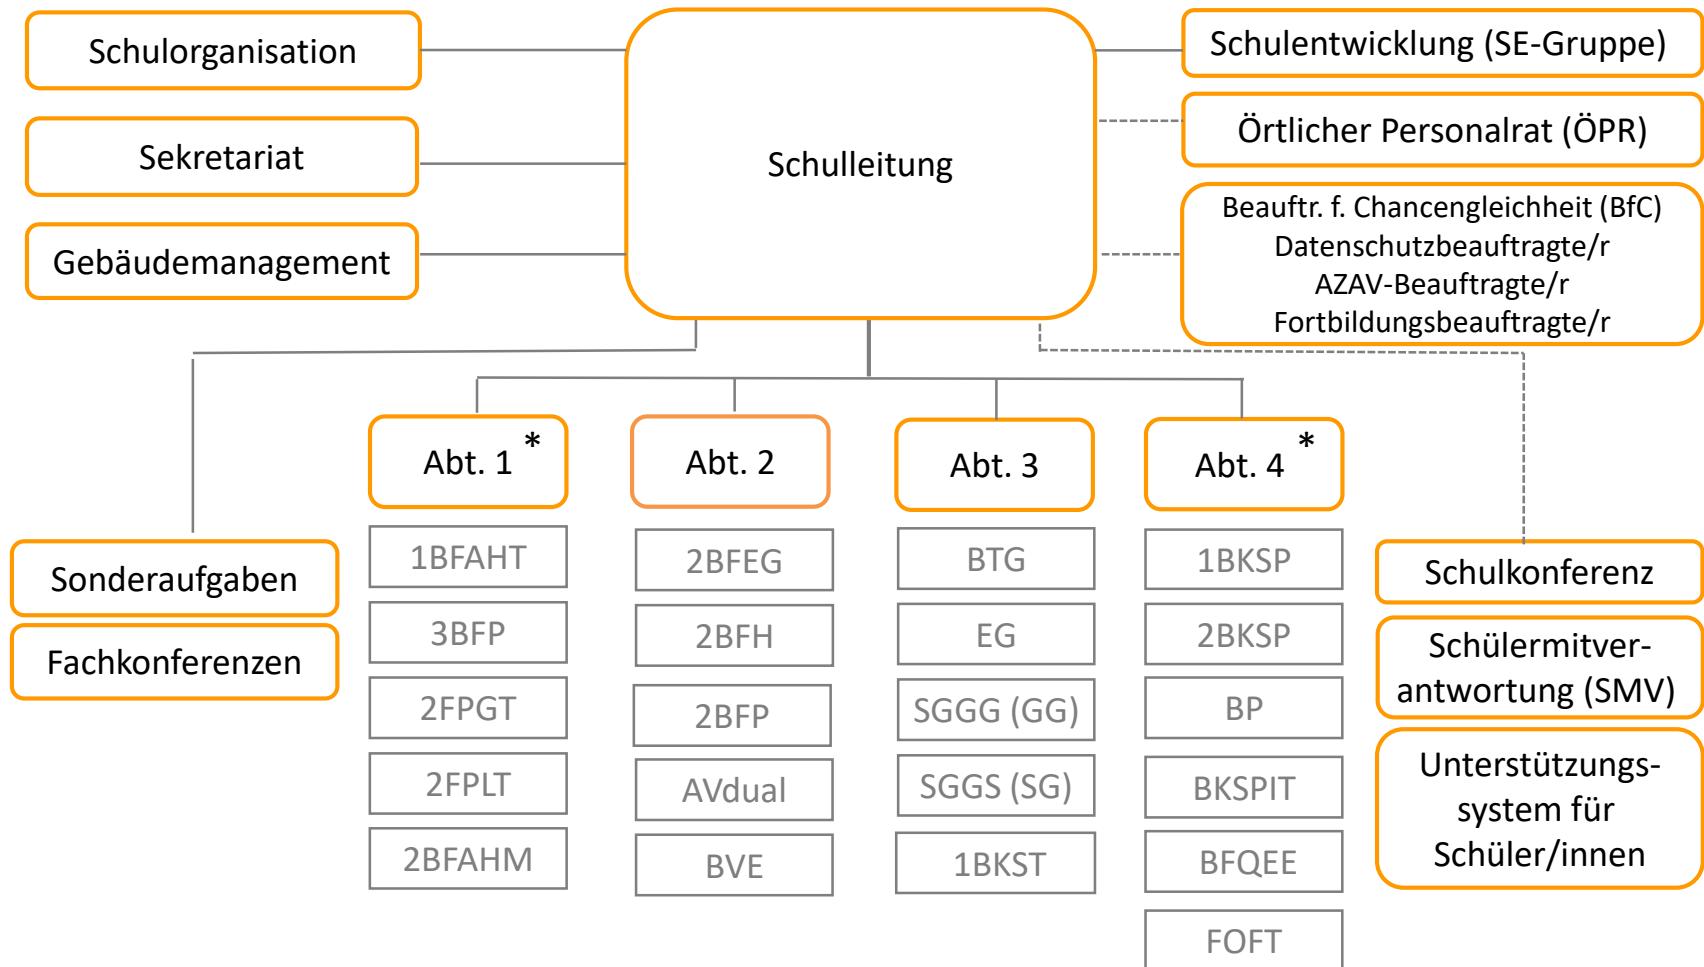 Schulorganisation
Sekretariat
Gebäudemanagement
Schulleitung
Schulentwicklung (SE-Gruppe)
Örtlicher Personalrat (ÖPR)
Beauftr. f. Chancengleichheit (BfC)
Datenschutzbeauftragte/r
AZAV-Beauftragte/r
Fortbildungsbeauftragte/r
Sonderaufgaben
Fachkonferenzen
Abt. 1 *
1BFAHT
3BFP
2FPGT
2FPLT
2BFAHM
Abt. 2
2BFEG
2BFH
2BFP
AVdual
BVE
Abt. 3
BTG
EG
SGGG (GG)
SGGS (SG)
1BKST
Abt. 4 *
1BKSP
2BKSP
BP
BKSPIT
BFQEE
FOFT
Schulkonferenz
Schülermitver-
antwortung (SMV)
Unterstützungs-
system für
Schüler/innen